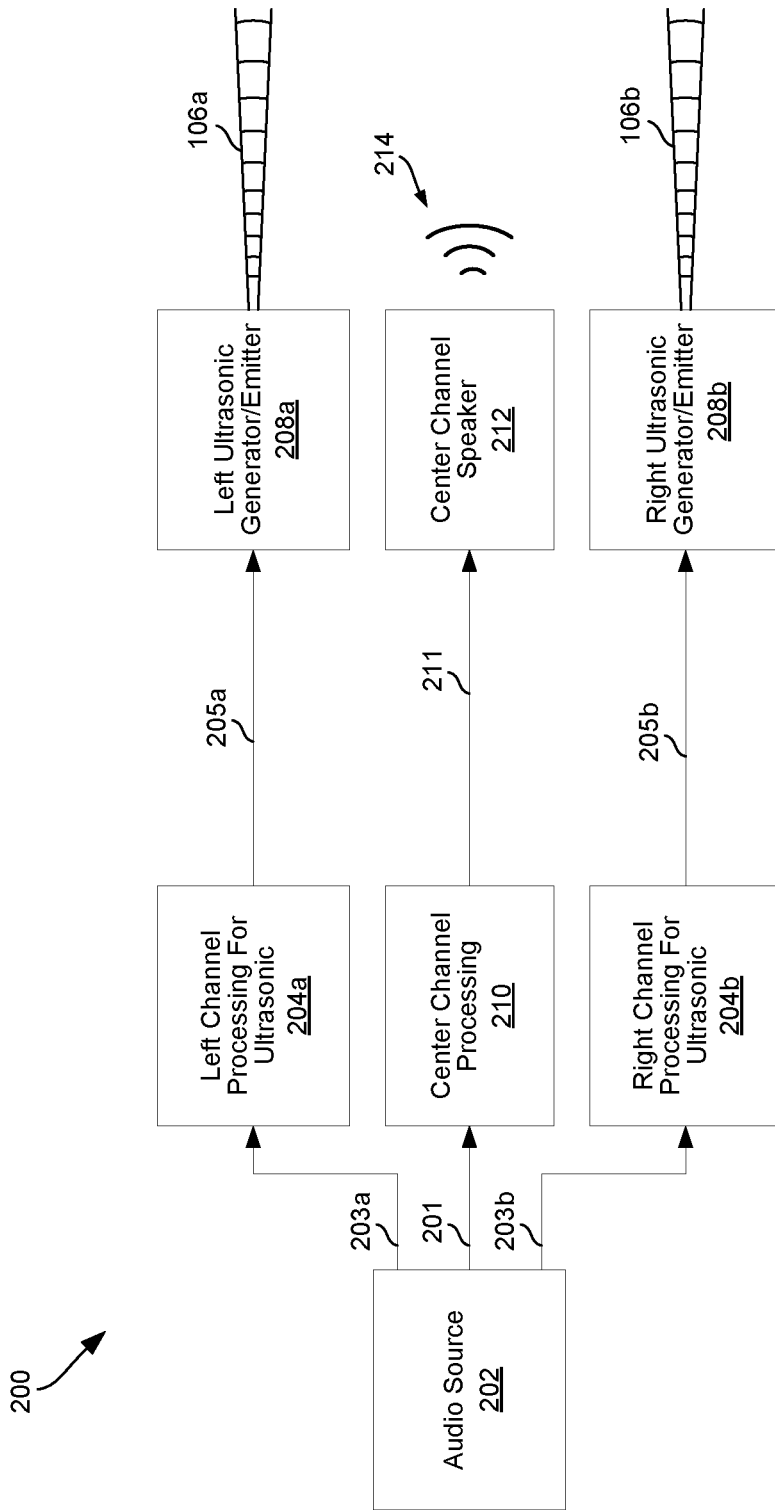 200
Audio Source
202
203a
201
203b
Left Channel
Processing For
Ultrasonic
204a
Center Channel
Processing
210
Right Channel
Processing For
Ultrasonic
204b
205a
211
205b
Left Ultrasonic
Generator/Emitter
208a
Center Channel
Speaker
212
Right Ultrasonic
Generator/Emitter
208b
106a
214
106b